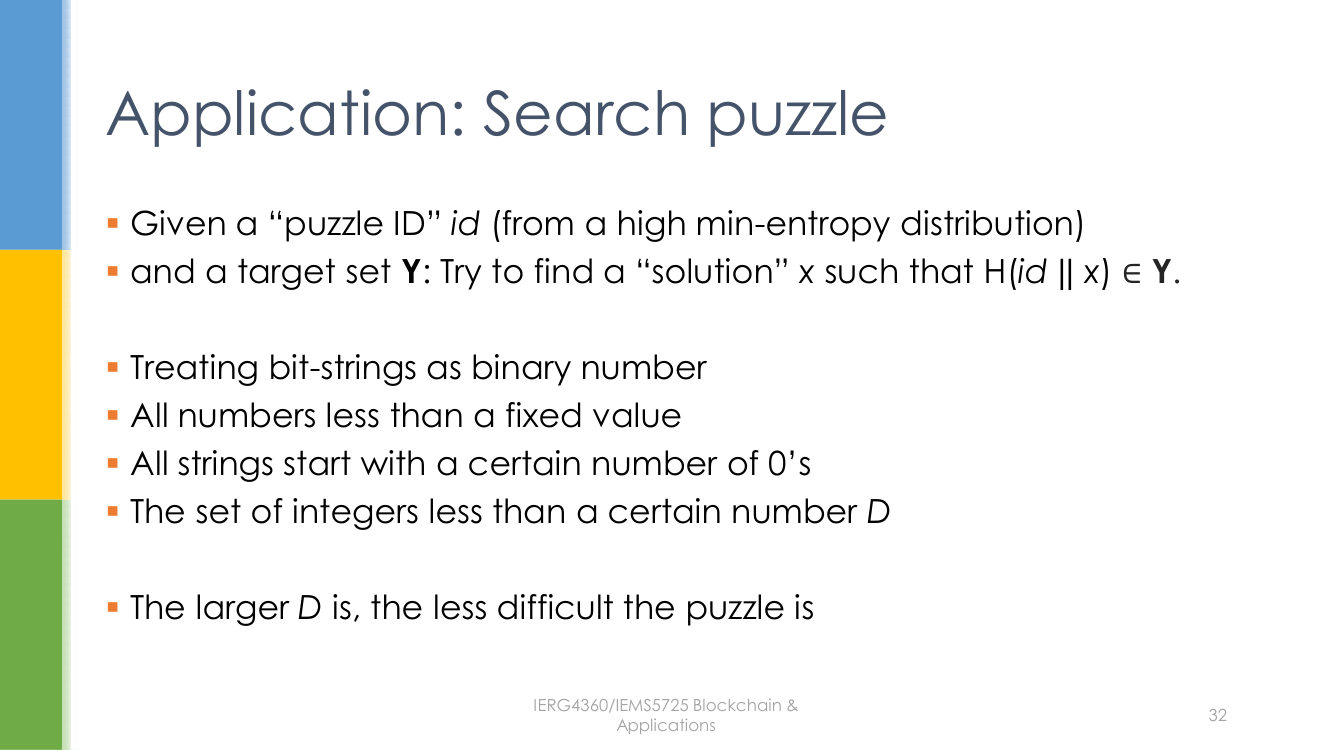 Application: Search puzzle
▪ Given a “puzzle ID” id (from a high min-entropy distribution)
▪ and a target set Y: Try to find a “solution” x such that H(id ‖ x) ∈ Y.
▪ Treating bit-strings as binary number
▪ All numbers less than a fixed value
▪ All strings start with a certain number of 0’s
▪ The set of integers less than a certain number D
▪ The larger D is, the less difficult the puzzle is
IERG4360/IEMS5725 Blockchain &
Applications
32